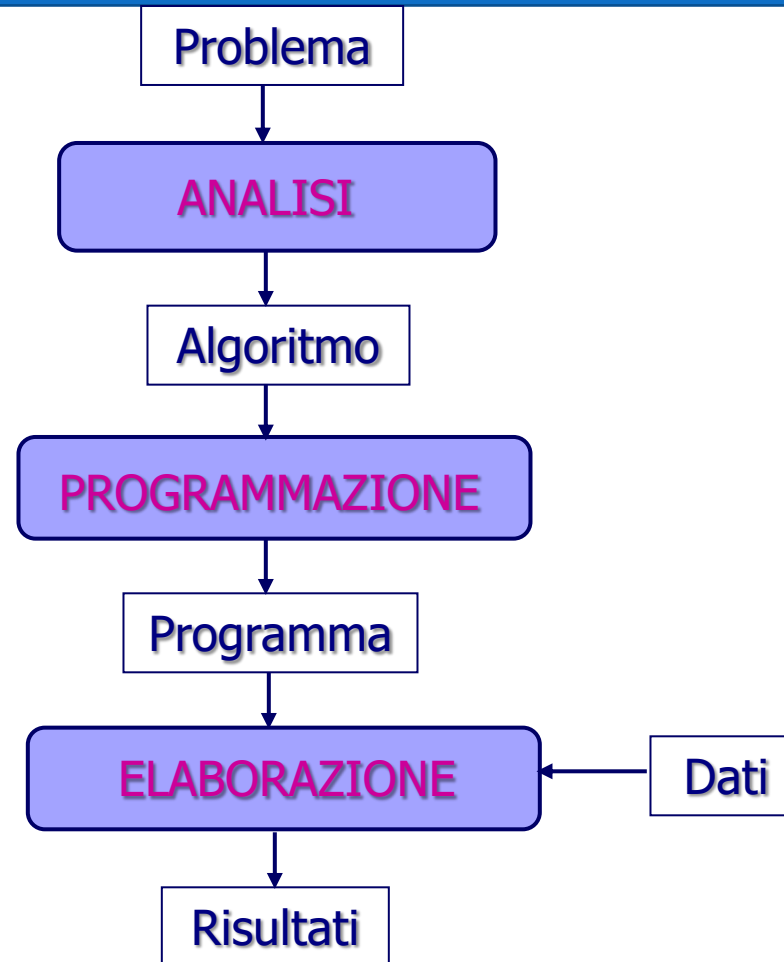 Problema
ANALISI
Algoritmo
PROGRAMMAZIONE
Programma
ELABORAZIONE
Dati
Risultati